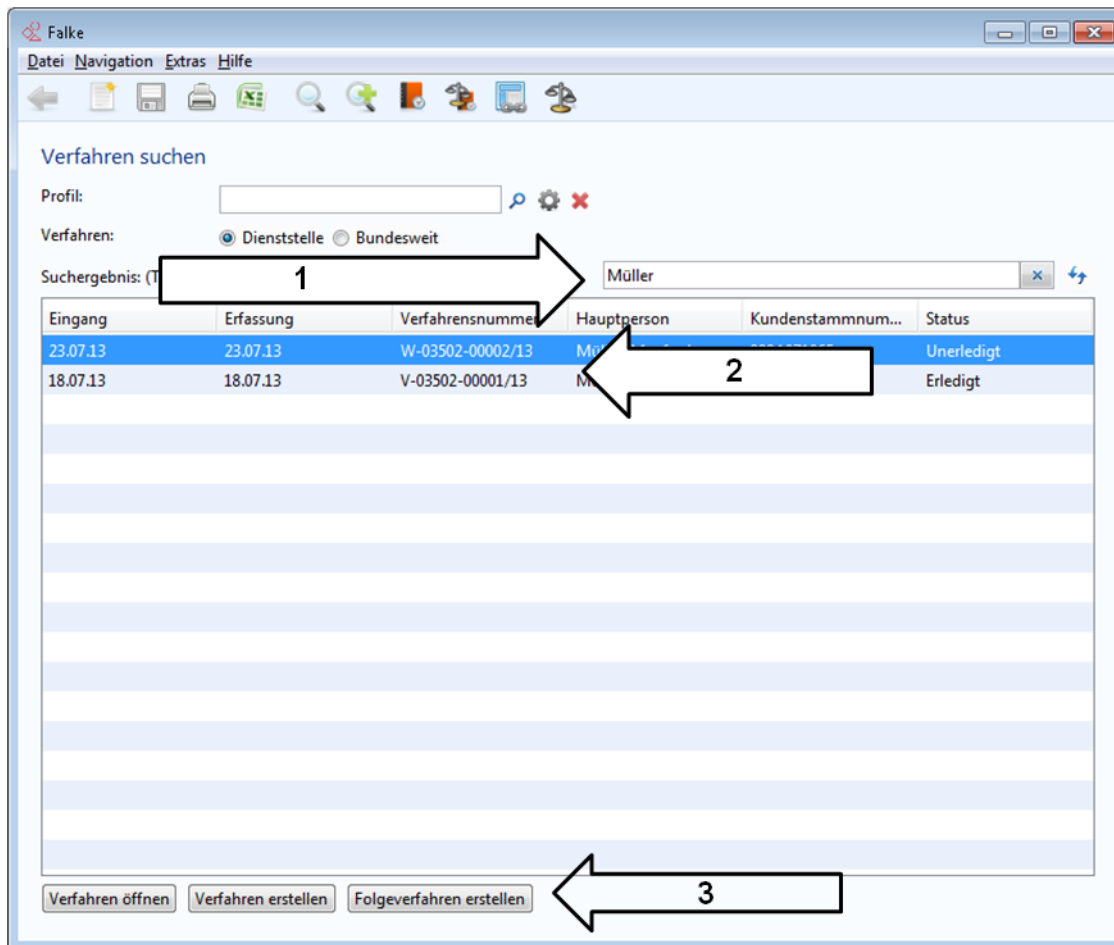 Falke
Datei Navigation Extras Hilfe
Verfahren suchen
Profil:
Verfahren: Dienststelle Bundesweit
Suchergebnis: 1 Müller
Eingang Erfassung Verfahrensnummer Hauptperson Kundenstammnum... Status
23.07.13 23.07.13 W-03502-00002/13 Unerledigt
2
18.07.13 18.07.13 V-03502-00001/13 Erledigt
Verfahren öffnen Verfahren erstellen Folgeverfahren erstellen 3